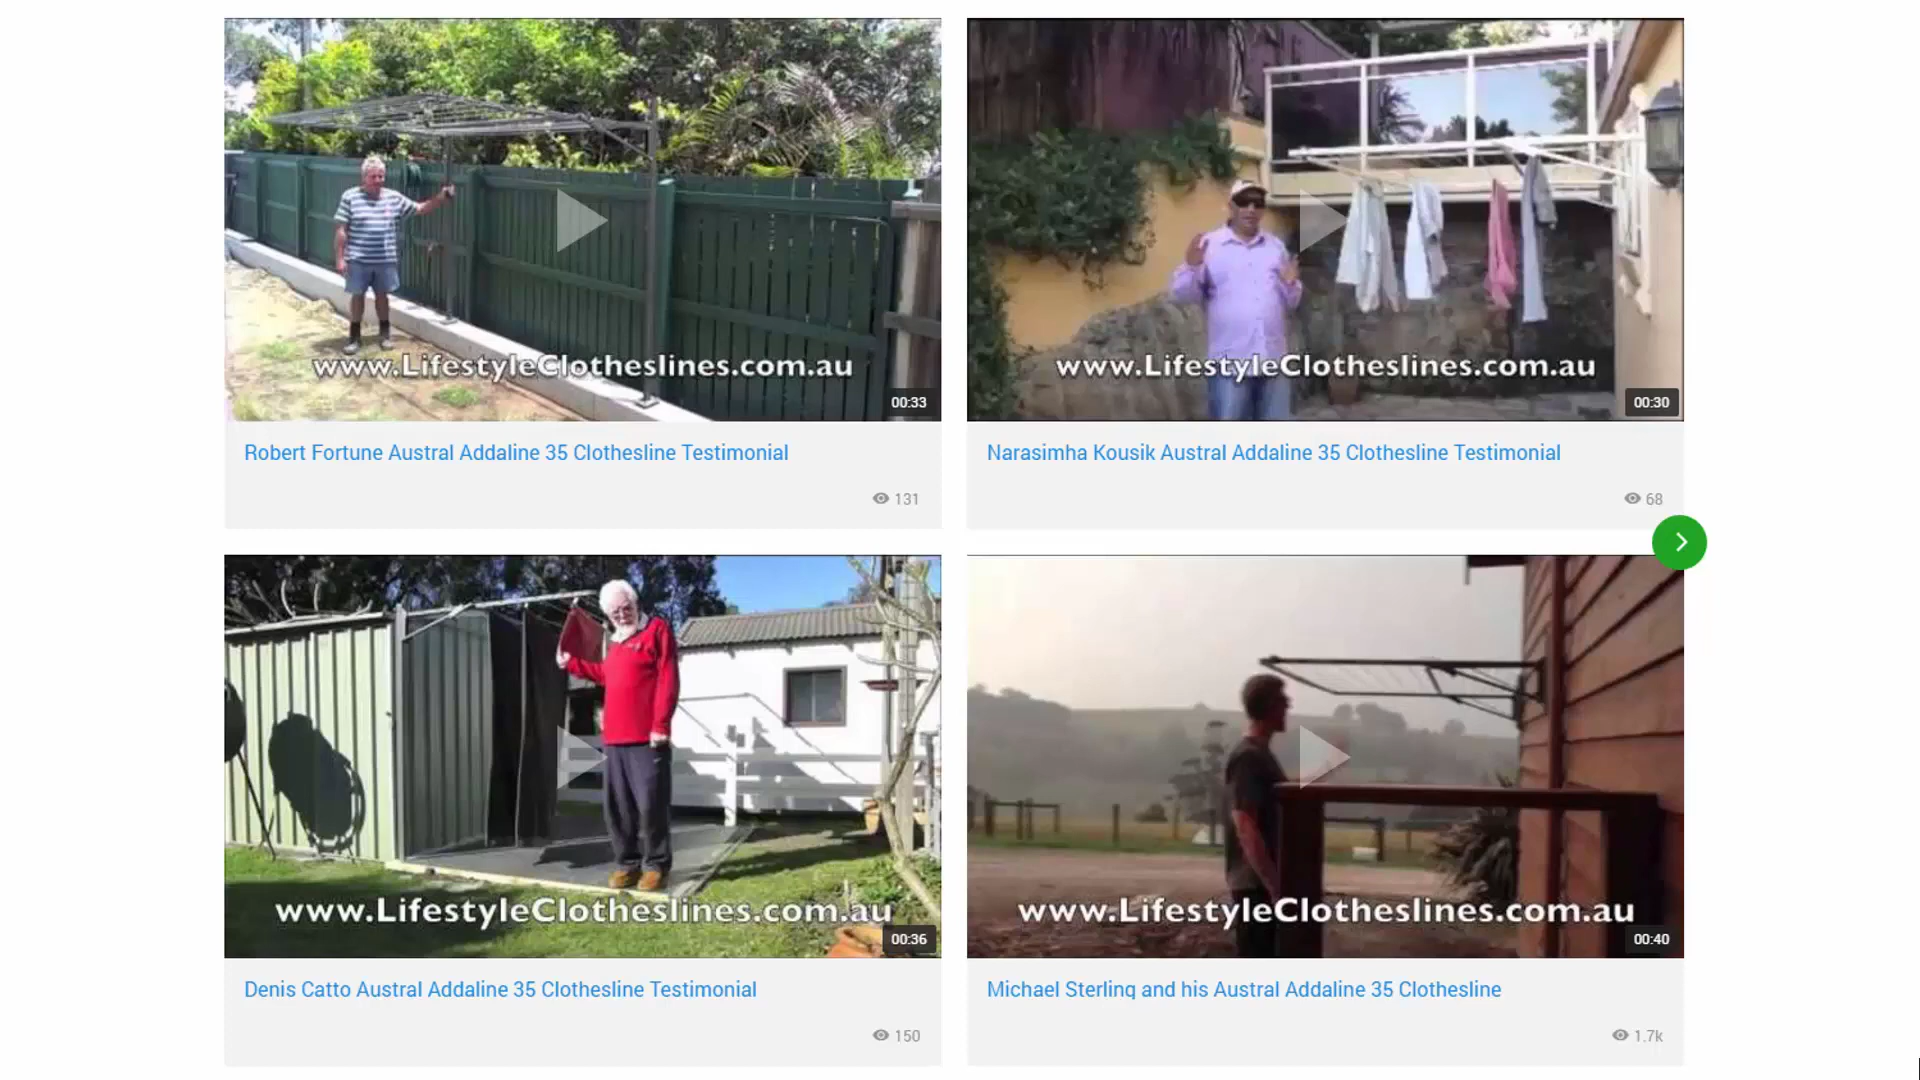 www.LifestyleClotheslines.com.au
00:33
Robert Fortune Austral Addaline 35 Clothesline Testimonial
131
www.LifestyleClotheslines.com.au
00:30
Narasimha Kousik Austral Addaline 35 Clothesline Testimonial
68
www.LifestyleClotheslines.com.au
00:36
Denis Catto Austral Addaline 35 Clothesline Testimonial
150
www.LifestyleClotheslines.com.au
00:40
Michael Sterling and his Austral Addaline 35 Clothesline
1.7k